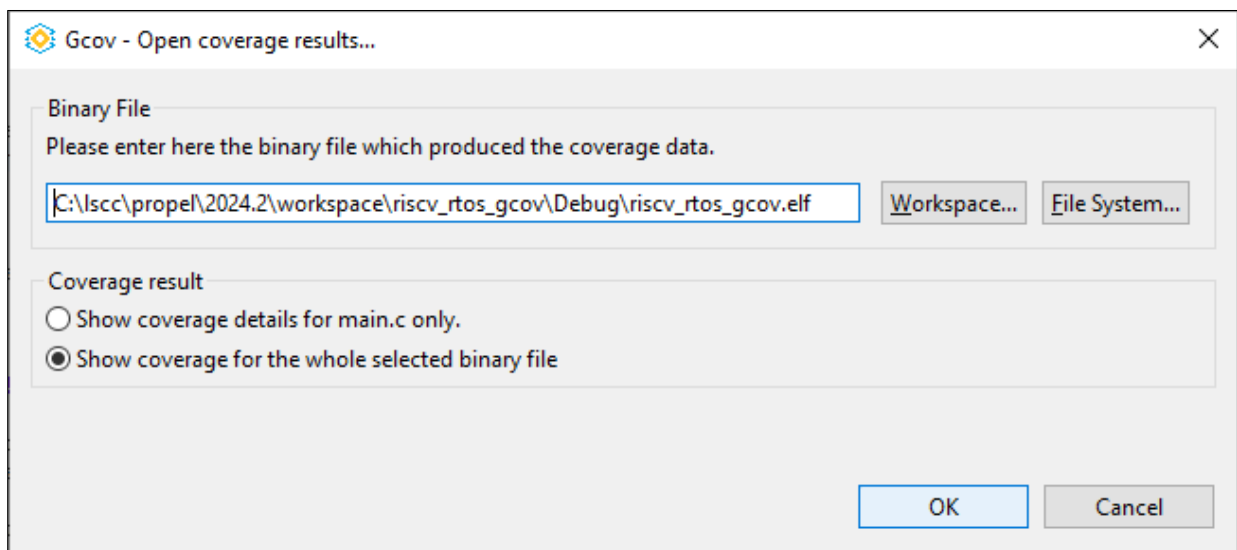 Gcov - Open coverage results...
Binary File
Please enter here the binary file which produced the coverage data.
C:\lscc\propel\2024.2\workspace\riscv_rtos_gcov\Debug\riscv_rtos_gcov.elf
Workspace...
File System...
Coverage result
Show coverage details for main.c only.
Show coverage for the whole selected binary file
OK
Cancel